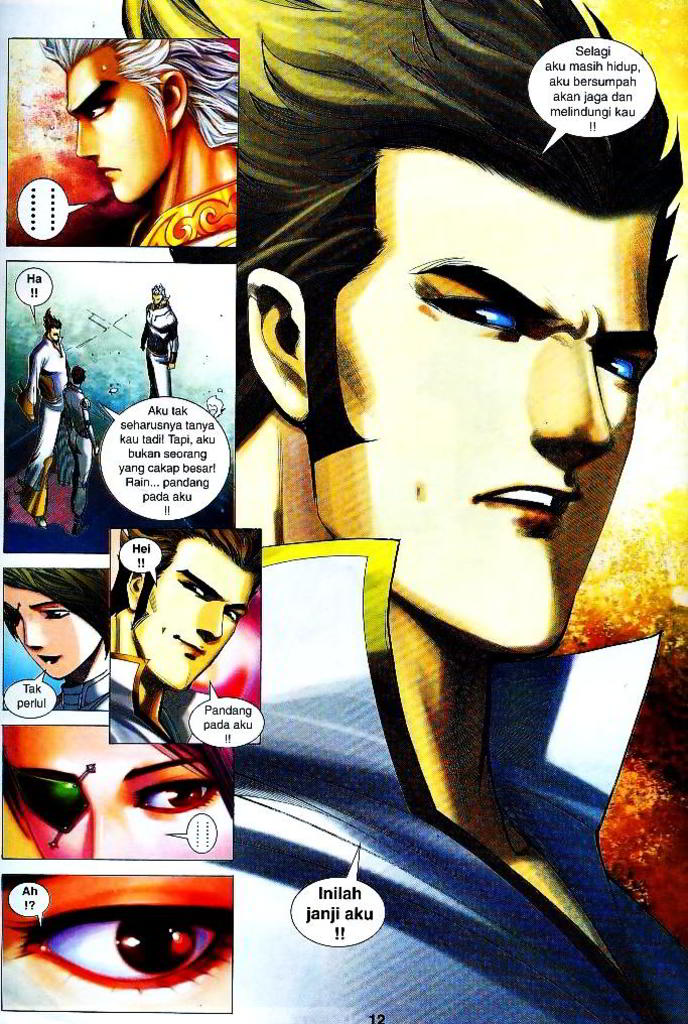 Selagi
aku masih hidup,
aku bersumpah
akan jaga dan
melindungi kau
!!
Ha
!!
Aku tak
seharusnya tanya
kau tadi! Tapi, aku
bukan seorang
yang cakap besar!
Rain... pandang
pada aku
!!
Hei
!!
Tak
perlu!
Pandang
pada aku
!!
Ah
!?
Inilah
janji aku
!!
12